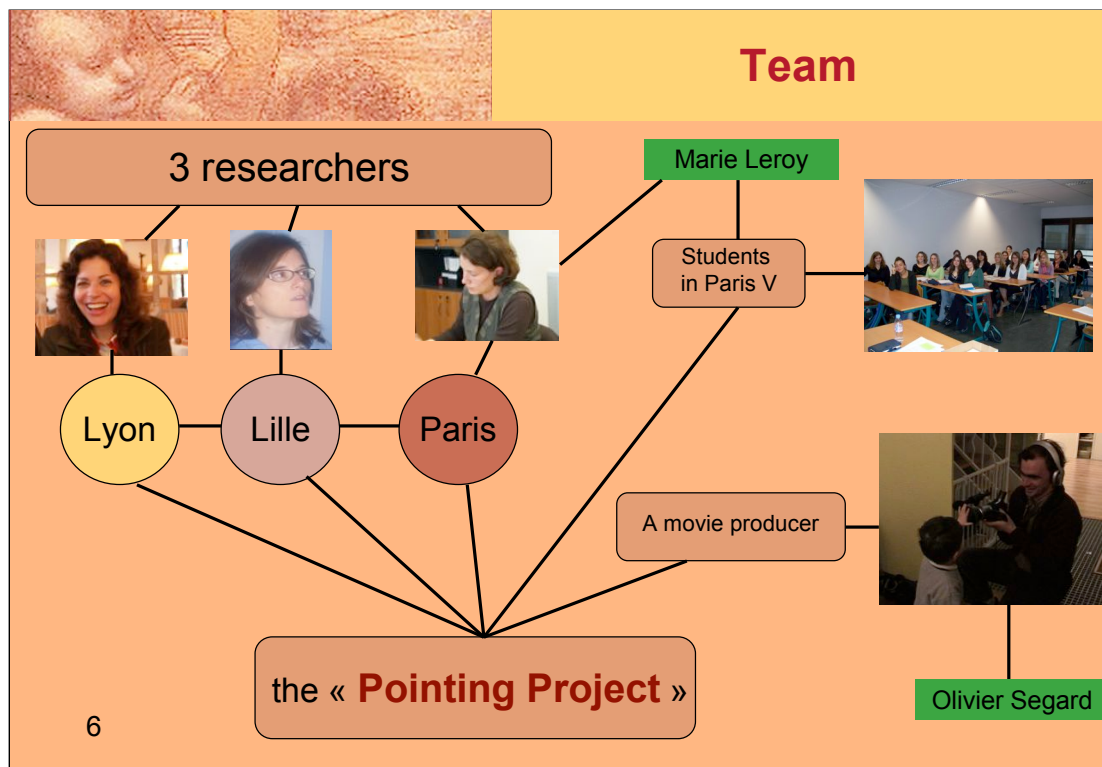 Team
3 researchers
Marie Leroy
Students
in Paris V
Lyon
Lille
Paris
A movie producer
the « Pointing Project »
Olivier Segard
6